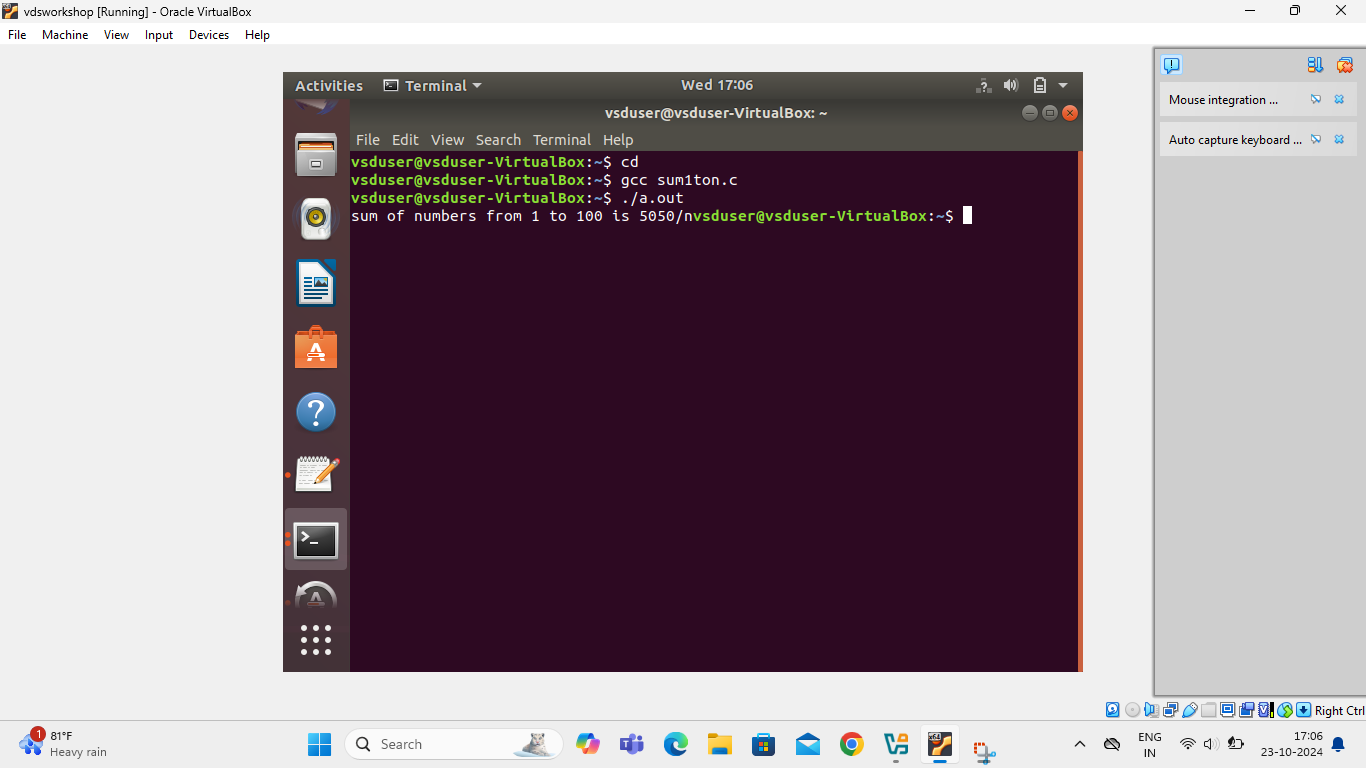 vdsworkshop [Running] - Oracle VirtualBox
File Machine View Input Devices Help
Activities Terminal Wed 17:06
vsduser@vsduser-VirtualBox: ~
File Edit View Search Terminal Help
vsduser@vsduser-VirtualBox:~$ cd
vsduser@vsduser-VirtualBox:~$ gcc sum1ton.c
vsduser@vsduser-VirtualBox:~$ ./a.out
sum of numbers from 1 to 100 is 5050/nvsduser@vsduser-VirtualBox:~$
Mouse integration ...
Auto capture keyboard ...
Right Ctrl
1
81°F
Heavy rain
Search
ENG
IN
17:06
23-10-2024